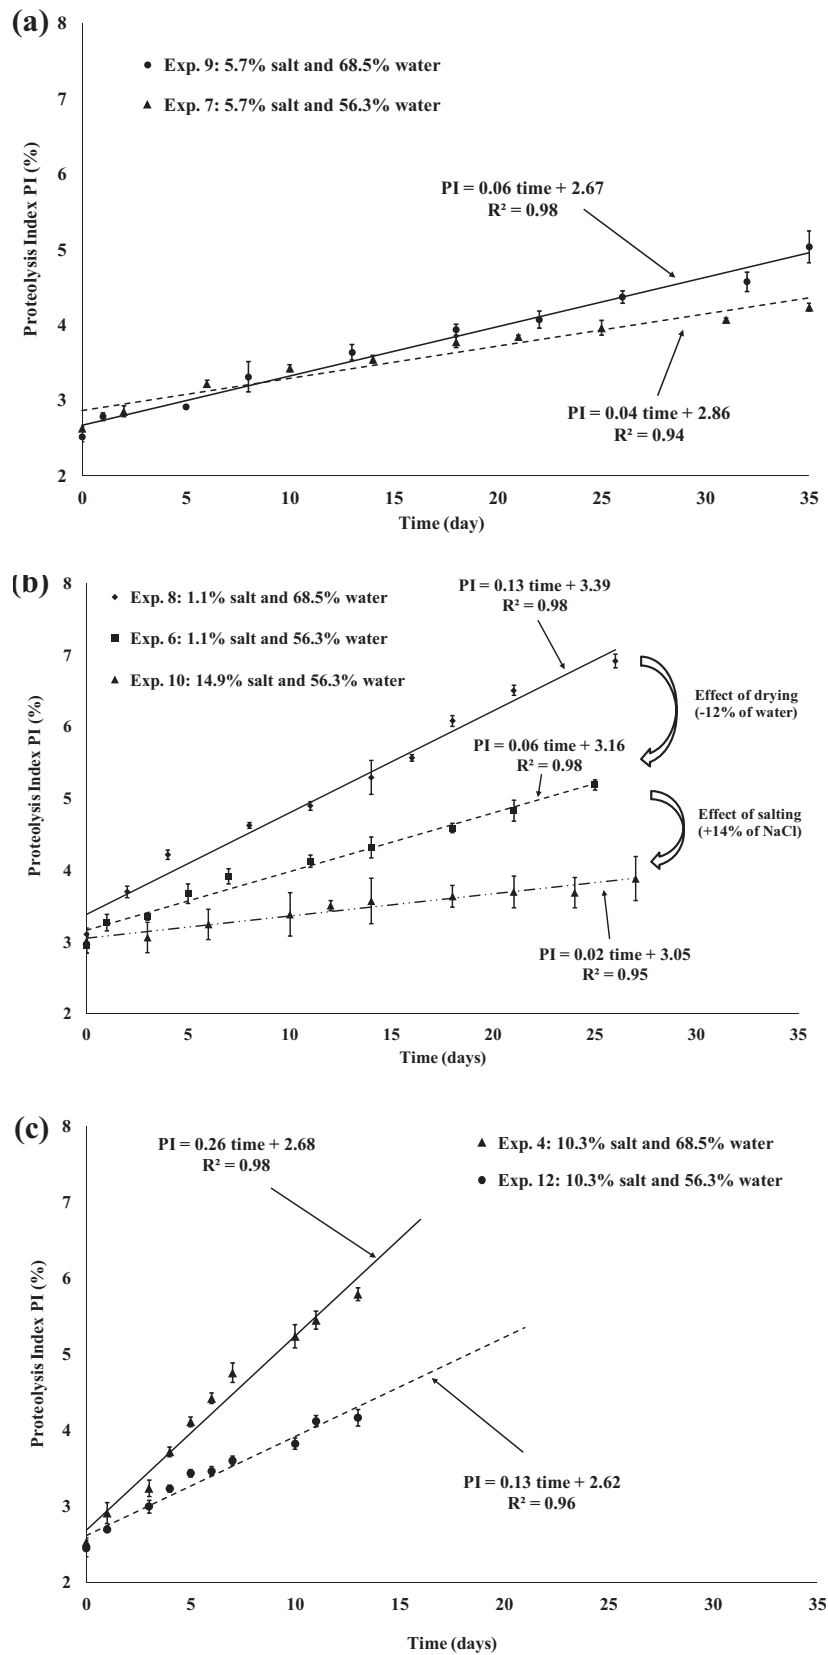 (a)
8
7
6
5
4
3
2
Proteolysis Index PI (%)
Exp. 9: 5.7% salt and 68.5% water
Exp. 7: 5.7% salt and 56.3% water
PI = 0.06 time + 2.67
R² = 0.98
PI = 0.04 time + 2.86
R² = 0.94
0 5 10 15 20 25 30 35
Time (day)
(b)
8
7
6
5
4
3
2
Proteolysis Index PI (%)
Exp. 8: 1.1% salt and 68.5% water
Exp. 6: 1.1% salt and 56.3% water
Exp. 10: 14.9% salt and 56.3% water
PI = 0.13 time + 3.39
R² = 0.98
Effect of drying
(-12% of water)
PI = 0.06 time + 3.16
R² = 0.98
Effect of salting
(+14% of NaCl)
PI = 0.02 time + 3.05
R² = 0.95
0 5 10 15 20 25 30 35
Time (days)
(c)
8
7
6
5
4
3
2
Proteolysis Index PI (%)
PI = 0.26 time + 2.68
R² = 0.98
Exp. 4: 10.3% salt and 68.5% water
Exp. 12: 10.3% salt and 56.3% water
PI = 0.13 time + 2.62
R² = 0.96
0 5 10 15 20 25 30 35
Time (days)